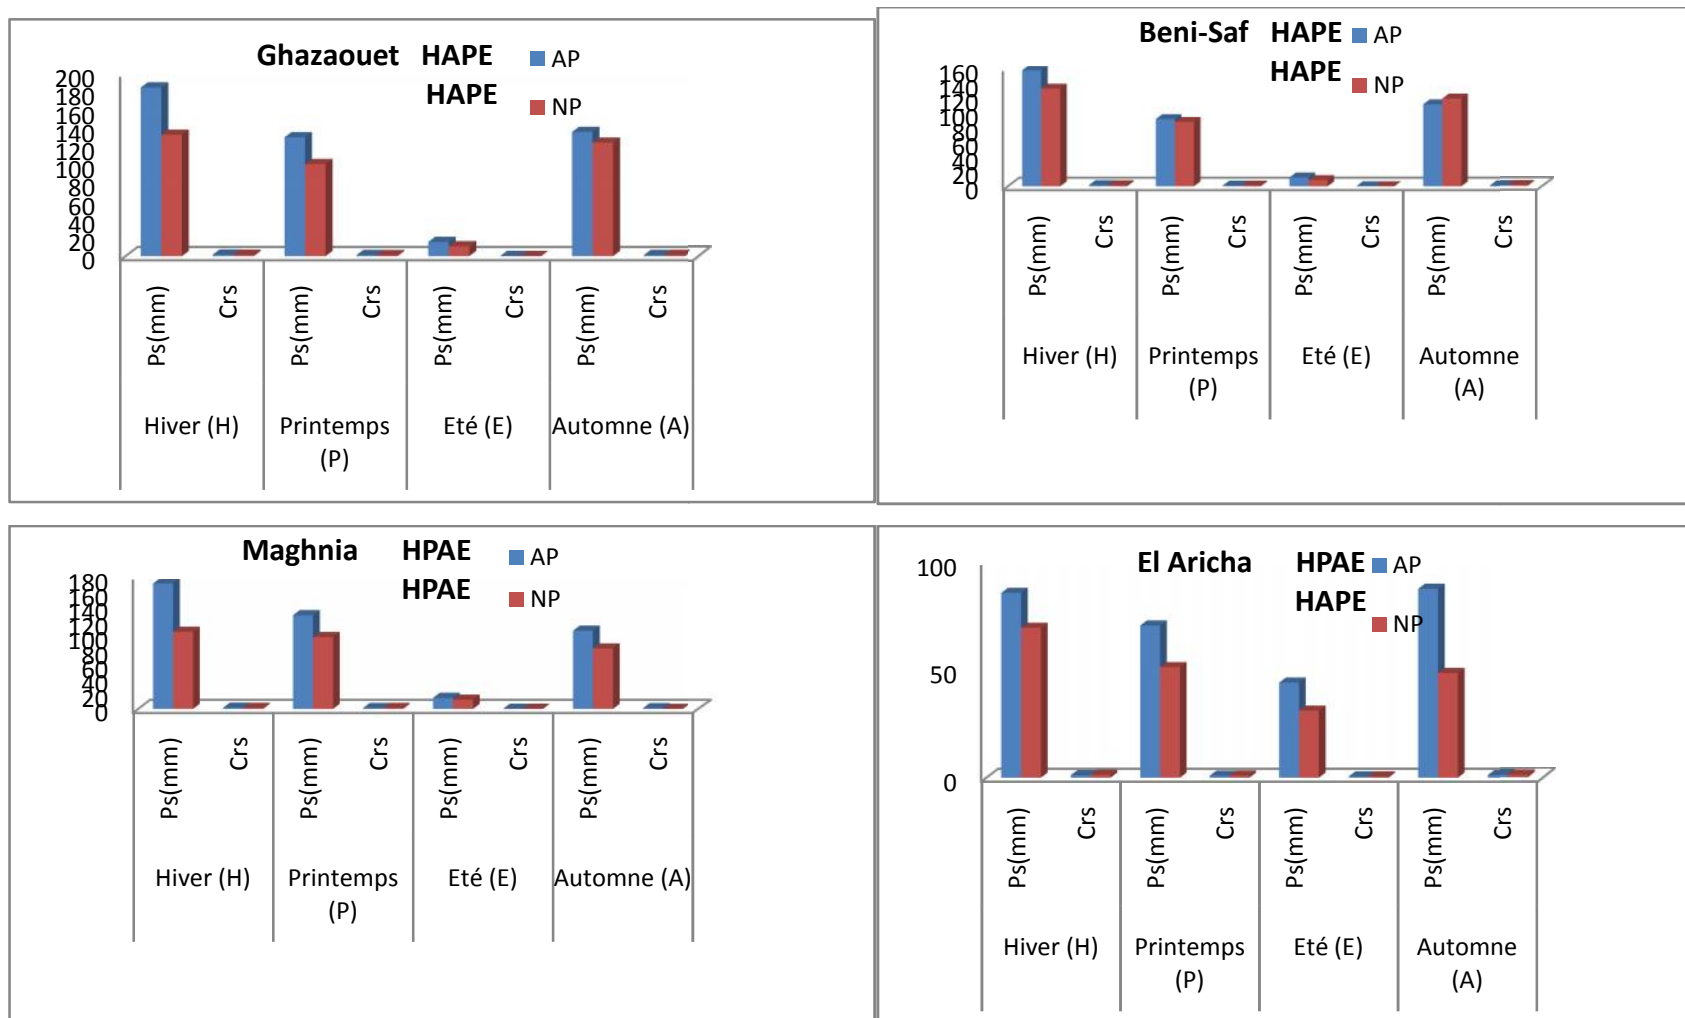 Ghazaouet HAPE
HAPE
AP
NP
200
180
160
140
120
100
80
60
40
20
0
Ps(mm)
Crs
Ps(mm)
Crs
Ps(mm)
Crs
Ps(mm)
Crs
Hiver (H)
Printemps
(P)
Eté (E)
Automne (A)
Beni-Saf HAPE
HAPE
AP
NP
160
140
120
100
80
60
40
20
0
Ps(mm)
Crs
Ps(mm)
Crs
Ps(mm)
Crs
Ps(mm)
Crs
Hiver (H)
Printemps
(P)
Eté (E)
Automne
(A)
Maghnia HPAE
HPAE
AP
NP
180
160
140
120
100
80
60
40
20
0
Ps(mm)
Crs
Ps(mm)
Crs
Ps(mm)
Crs
Ps(mm)
Crs
Hiver (H)
Printemps
(P)
Eté (E)
Automne (A)
El Aricha HPAE
HAPE
AP
NP
100
50
0
Ps(mm)
Crs
Ps(mm)
Crs
Ps(mm)
Crs
Ps(mm)
Crs
Hiver (H)
Printemps
(P)
Eté (E)
Automne
(A)